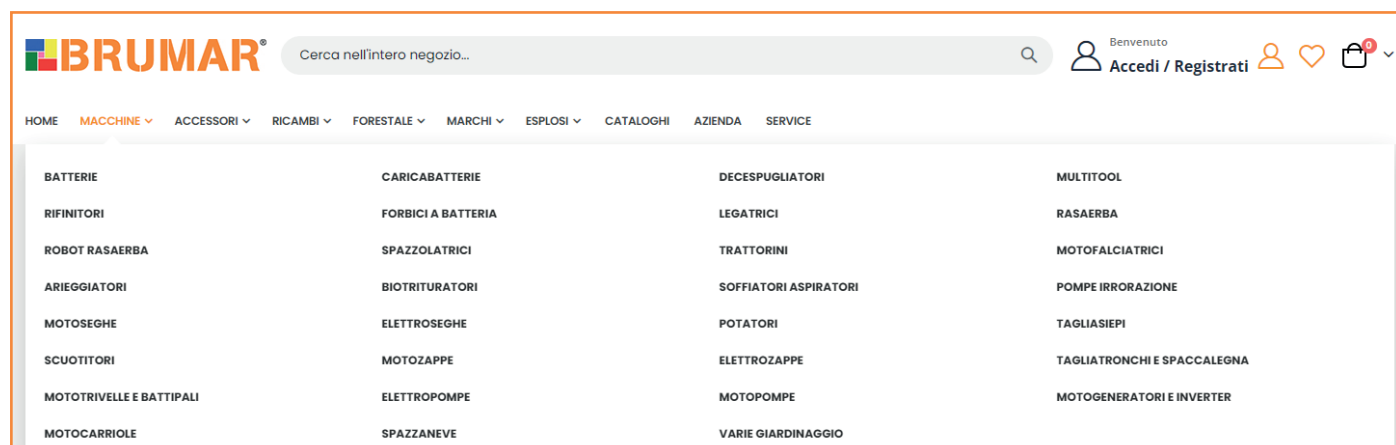 BRUMAR®
Cerca nell'intero negozio...
Benvenuto
Accedi / Registrati
0
HOME MACCHINE ACCESSORI RICAMBI FORESTALE MARCHI ESPLOSI CATALOGHI AZIENDA SERVICE
BATTERIE CARICABATTERIE DECESPUGLIATORI MULTITOOL
RIFINITORI FORBICI A BATTERIA LEGATRICI RASAERBA
ROBOT RASAERBA SPAZZOLATRICI TRATTORINI MOTOFALCIATRICI
ARIEGGIATORI BIOTRITURATORI SOFFIATORI ASPIRATORI POMPE IRRORAZIONE
MOTOSEGHE ELETTROSEGHE POTATORI TAGLIASIEPI
SCUOTITORI MOTOZAPPE ELETTROZAPPE TAGLIATRONCHI E SPACCALEGNA
MOTOTRIVELLE E BATTIPALI ELETTROPOMPE MOTOPOMPE MOTOGENERATORI E INVERTER
MOTOCARRIOLE SPAZZANEVE VARIE GIARDINAGGIO